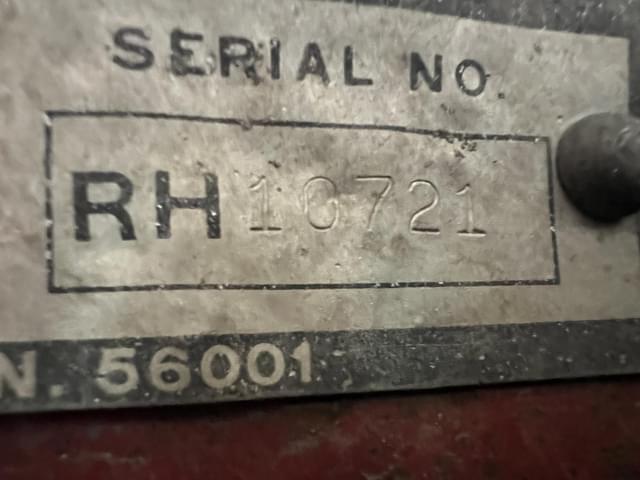 SERIAL NO.
RH 10721
N. 56001